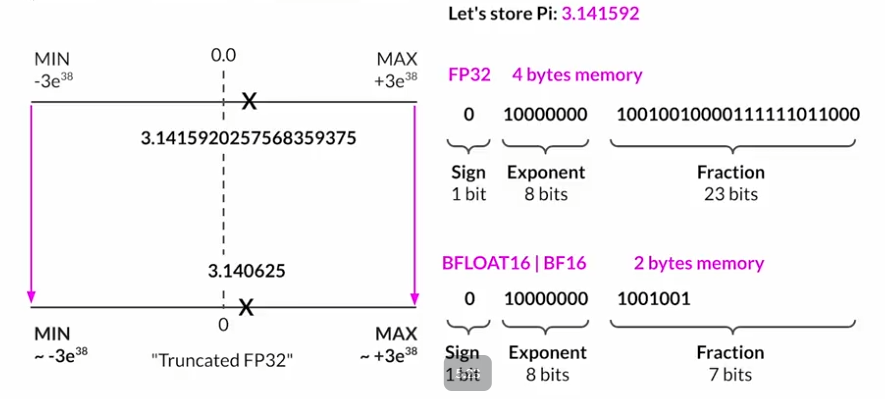 Let's store Pi: 3.141592
MIN
-3e³⁸
0.0
MAX
+3e³⁸
X
3.1415920257568359375
3.140625
X
0
MIN
~ -3e³⁸
"Truncated FP32"
MAX
~ +3e³⁸
FP32 4 bytes memory
0 10000000 10010010000111111011000
Sign Exponent Fraction
1 bit 8 bits 23 bits
BFLOAT16 | BF16 2 bytes memory
0 10000000 1001001
Sign Exponent Fraction
1 bit 8 bits 7 bits